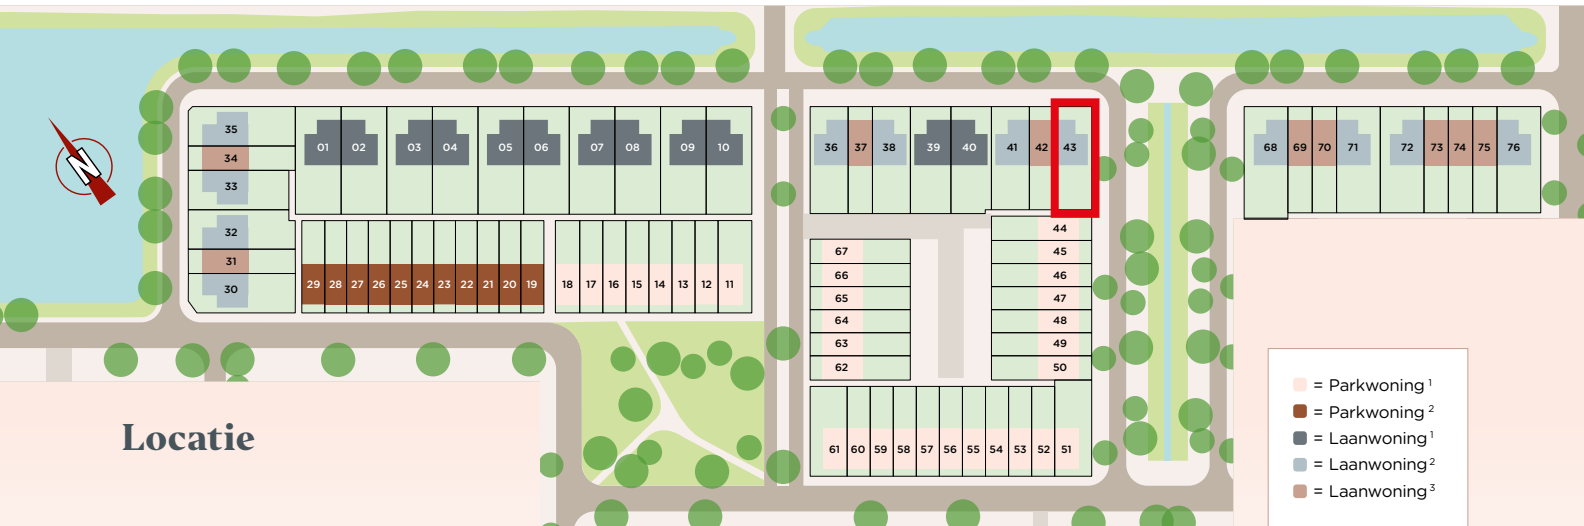 N
35
34
33
32
31
30
01 02 03 04 05 06 07 08 09 10
29 28 27 26 25 24 23 22 21 20 19
18 17 16 15 14 13 12 11
36 37 38 39 40 41 42 43
44
45
46
47
48
49
50
67
66
65
64
63
62
61 60 59 58 57 56 55 54 53 52 51
68 69 70 71 72 73 74 75 76
Locatie
= Parkwoning ¹
= Parkwoning ²
= Laanwoning ¹
= Laanwoning ²
= Laanwoning ³